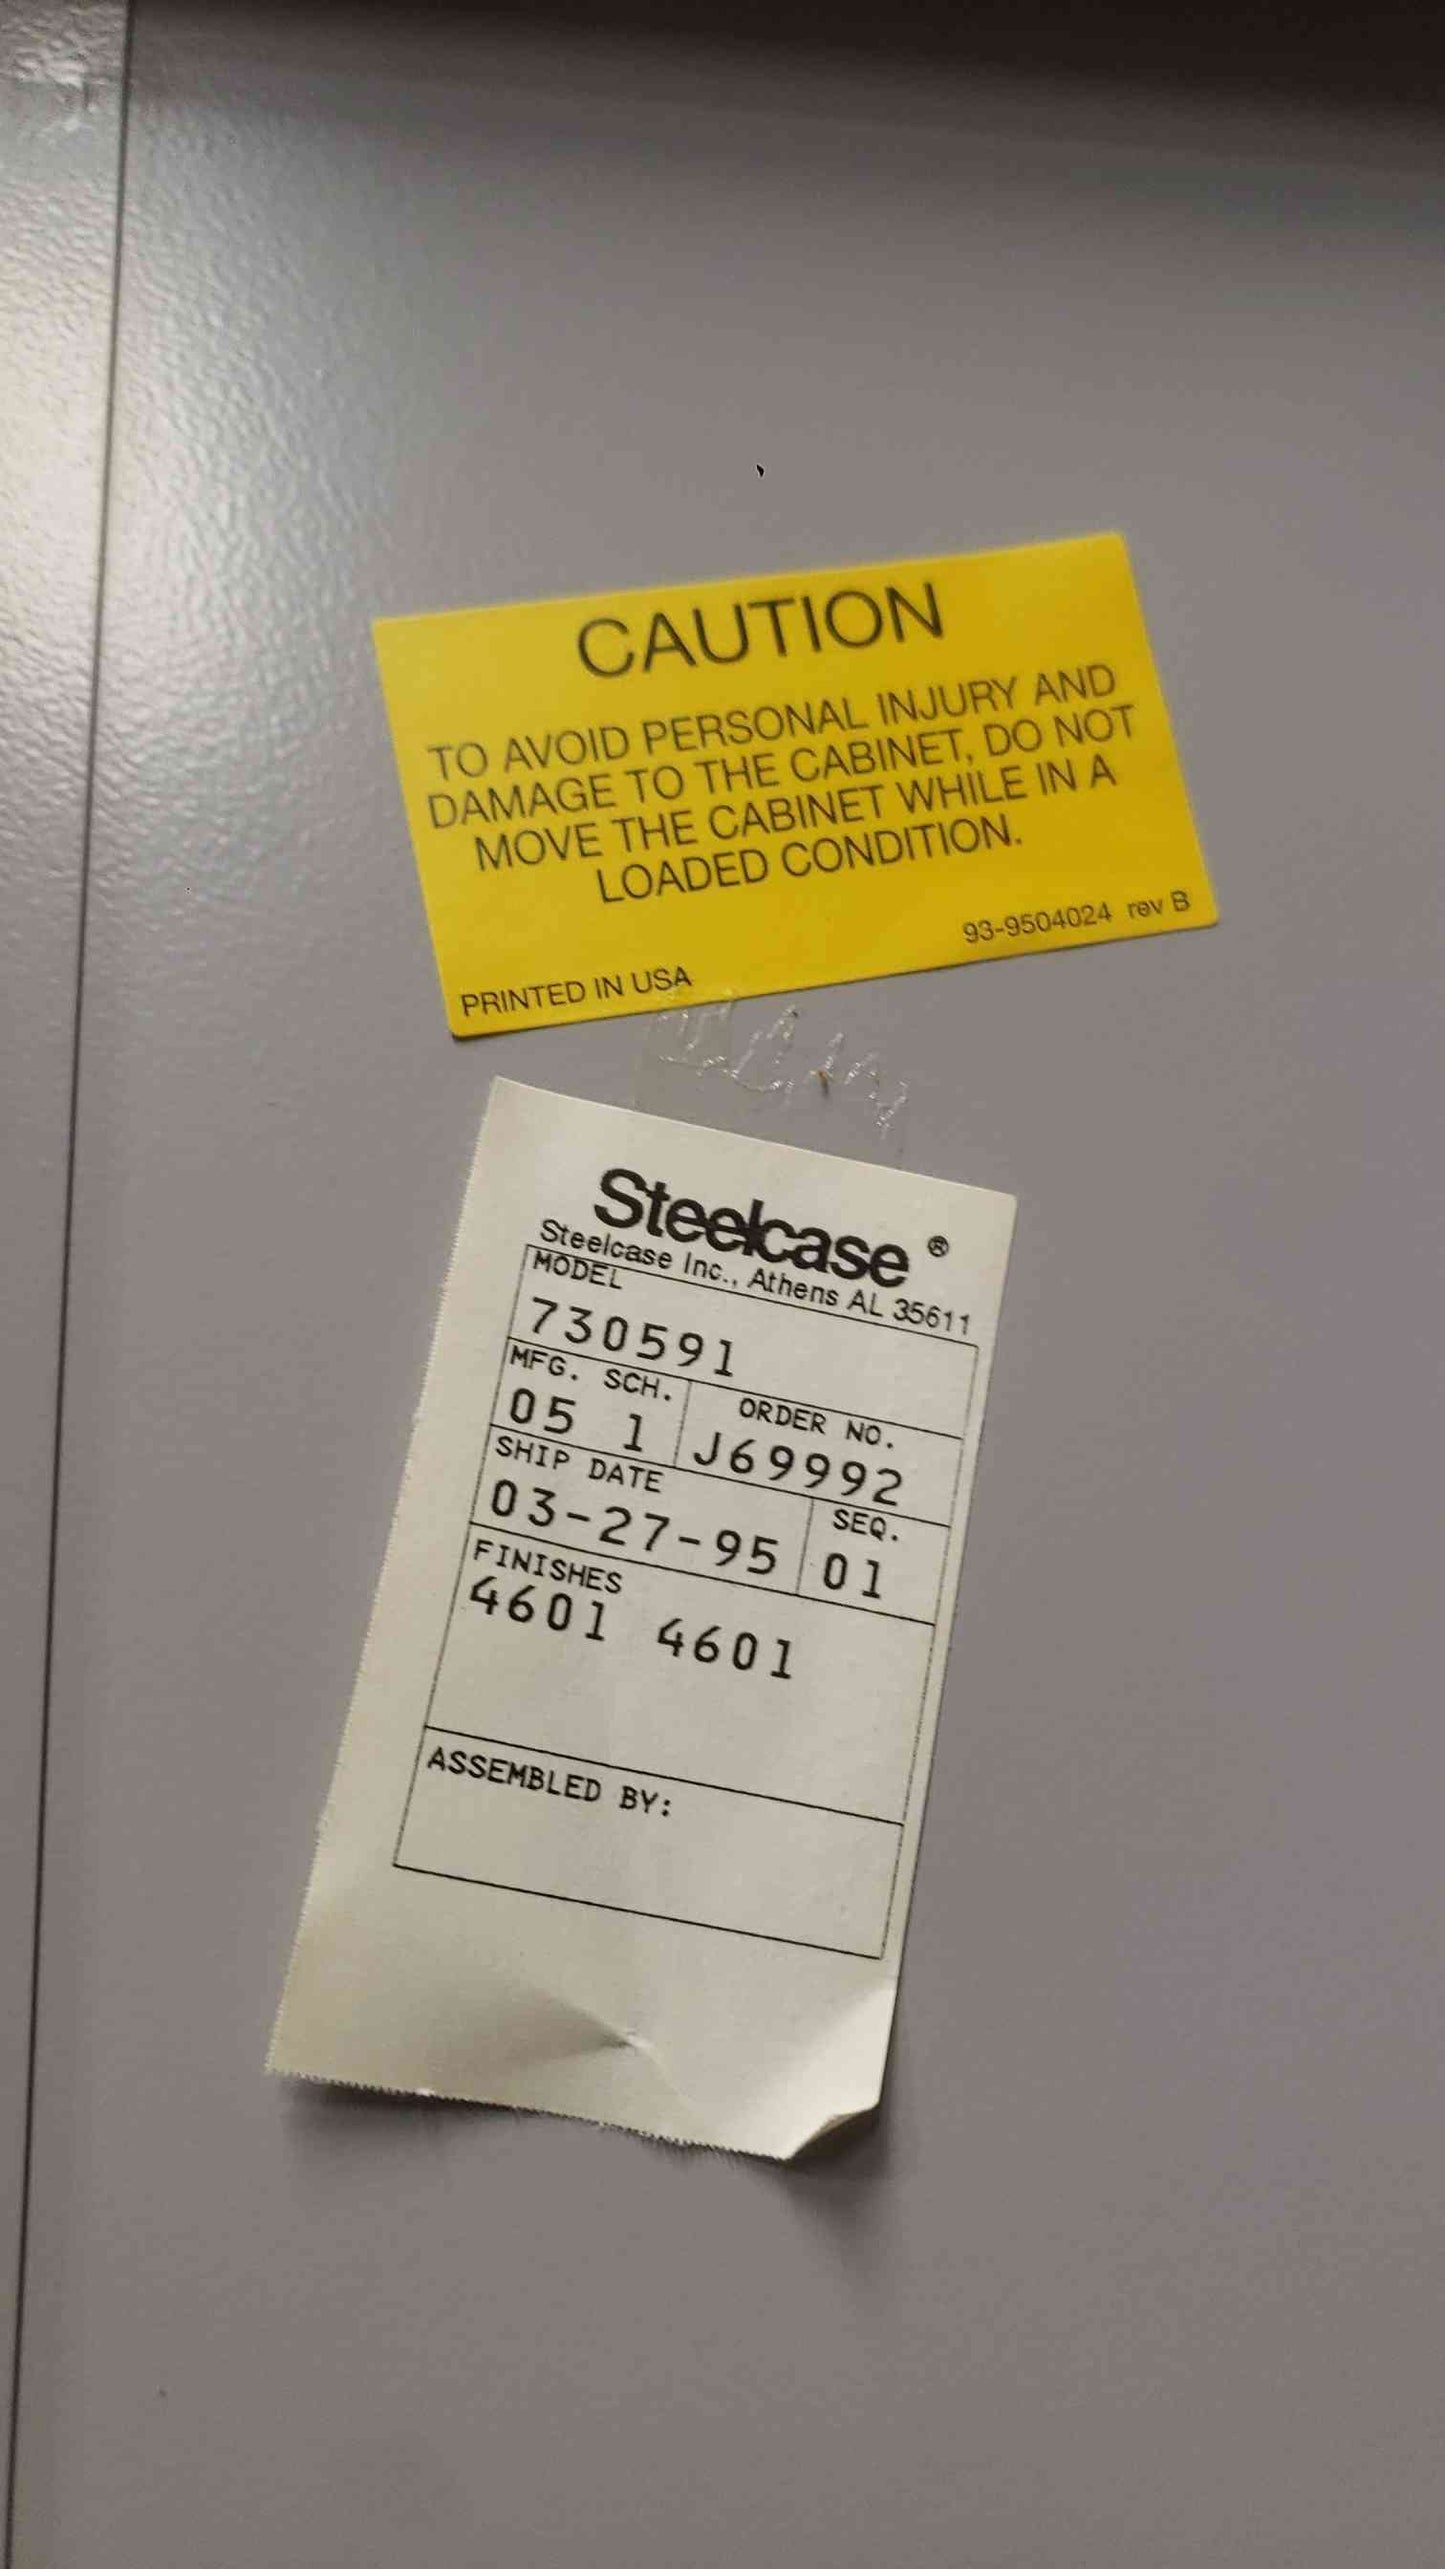 CAUTION
TO AVOID PERSONAL INJURY AND
DAMAGE TO THE CABINET, DO NOT
MOVE THE CABINET WHILE IN A
LOADED CONDITION.
93-9504024 rev B
PRINTED IN USA
Steelcase ®
Steelcase Inc., Athens AL 35611
MODEL
730591
MFG. SCH. ORDER NO.
05 1 J69992
SHIP DATE SEQ.
03-27-95 01
FINISHES
4601 4601
ASSEMBLED BY: